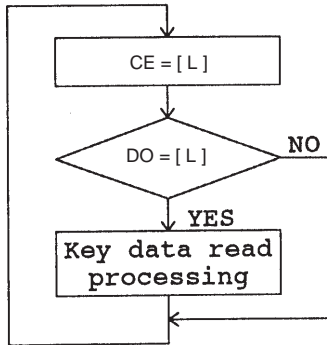 CE = [ L ]
DO = [ L ]
NO
YES
Key data read
processing